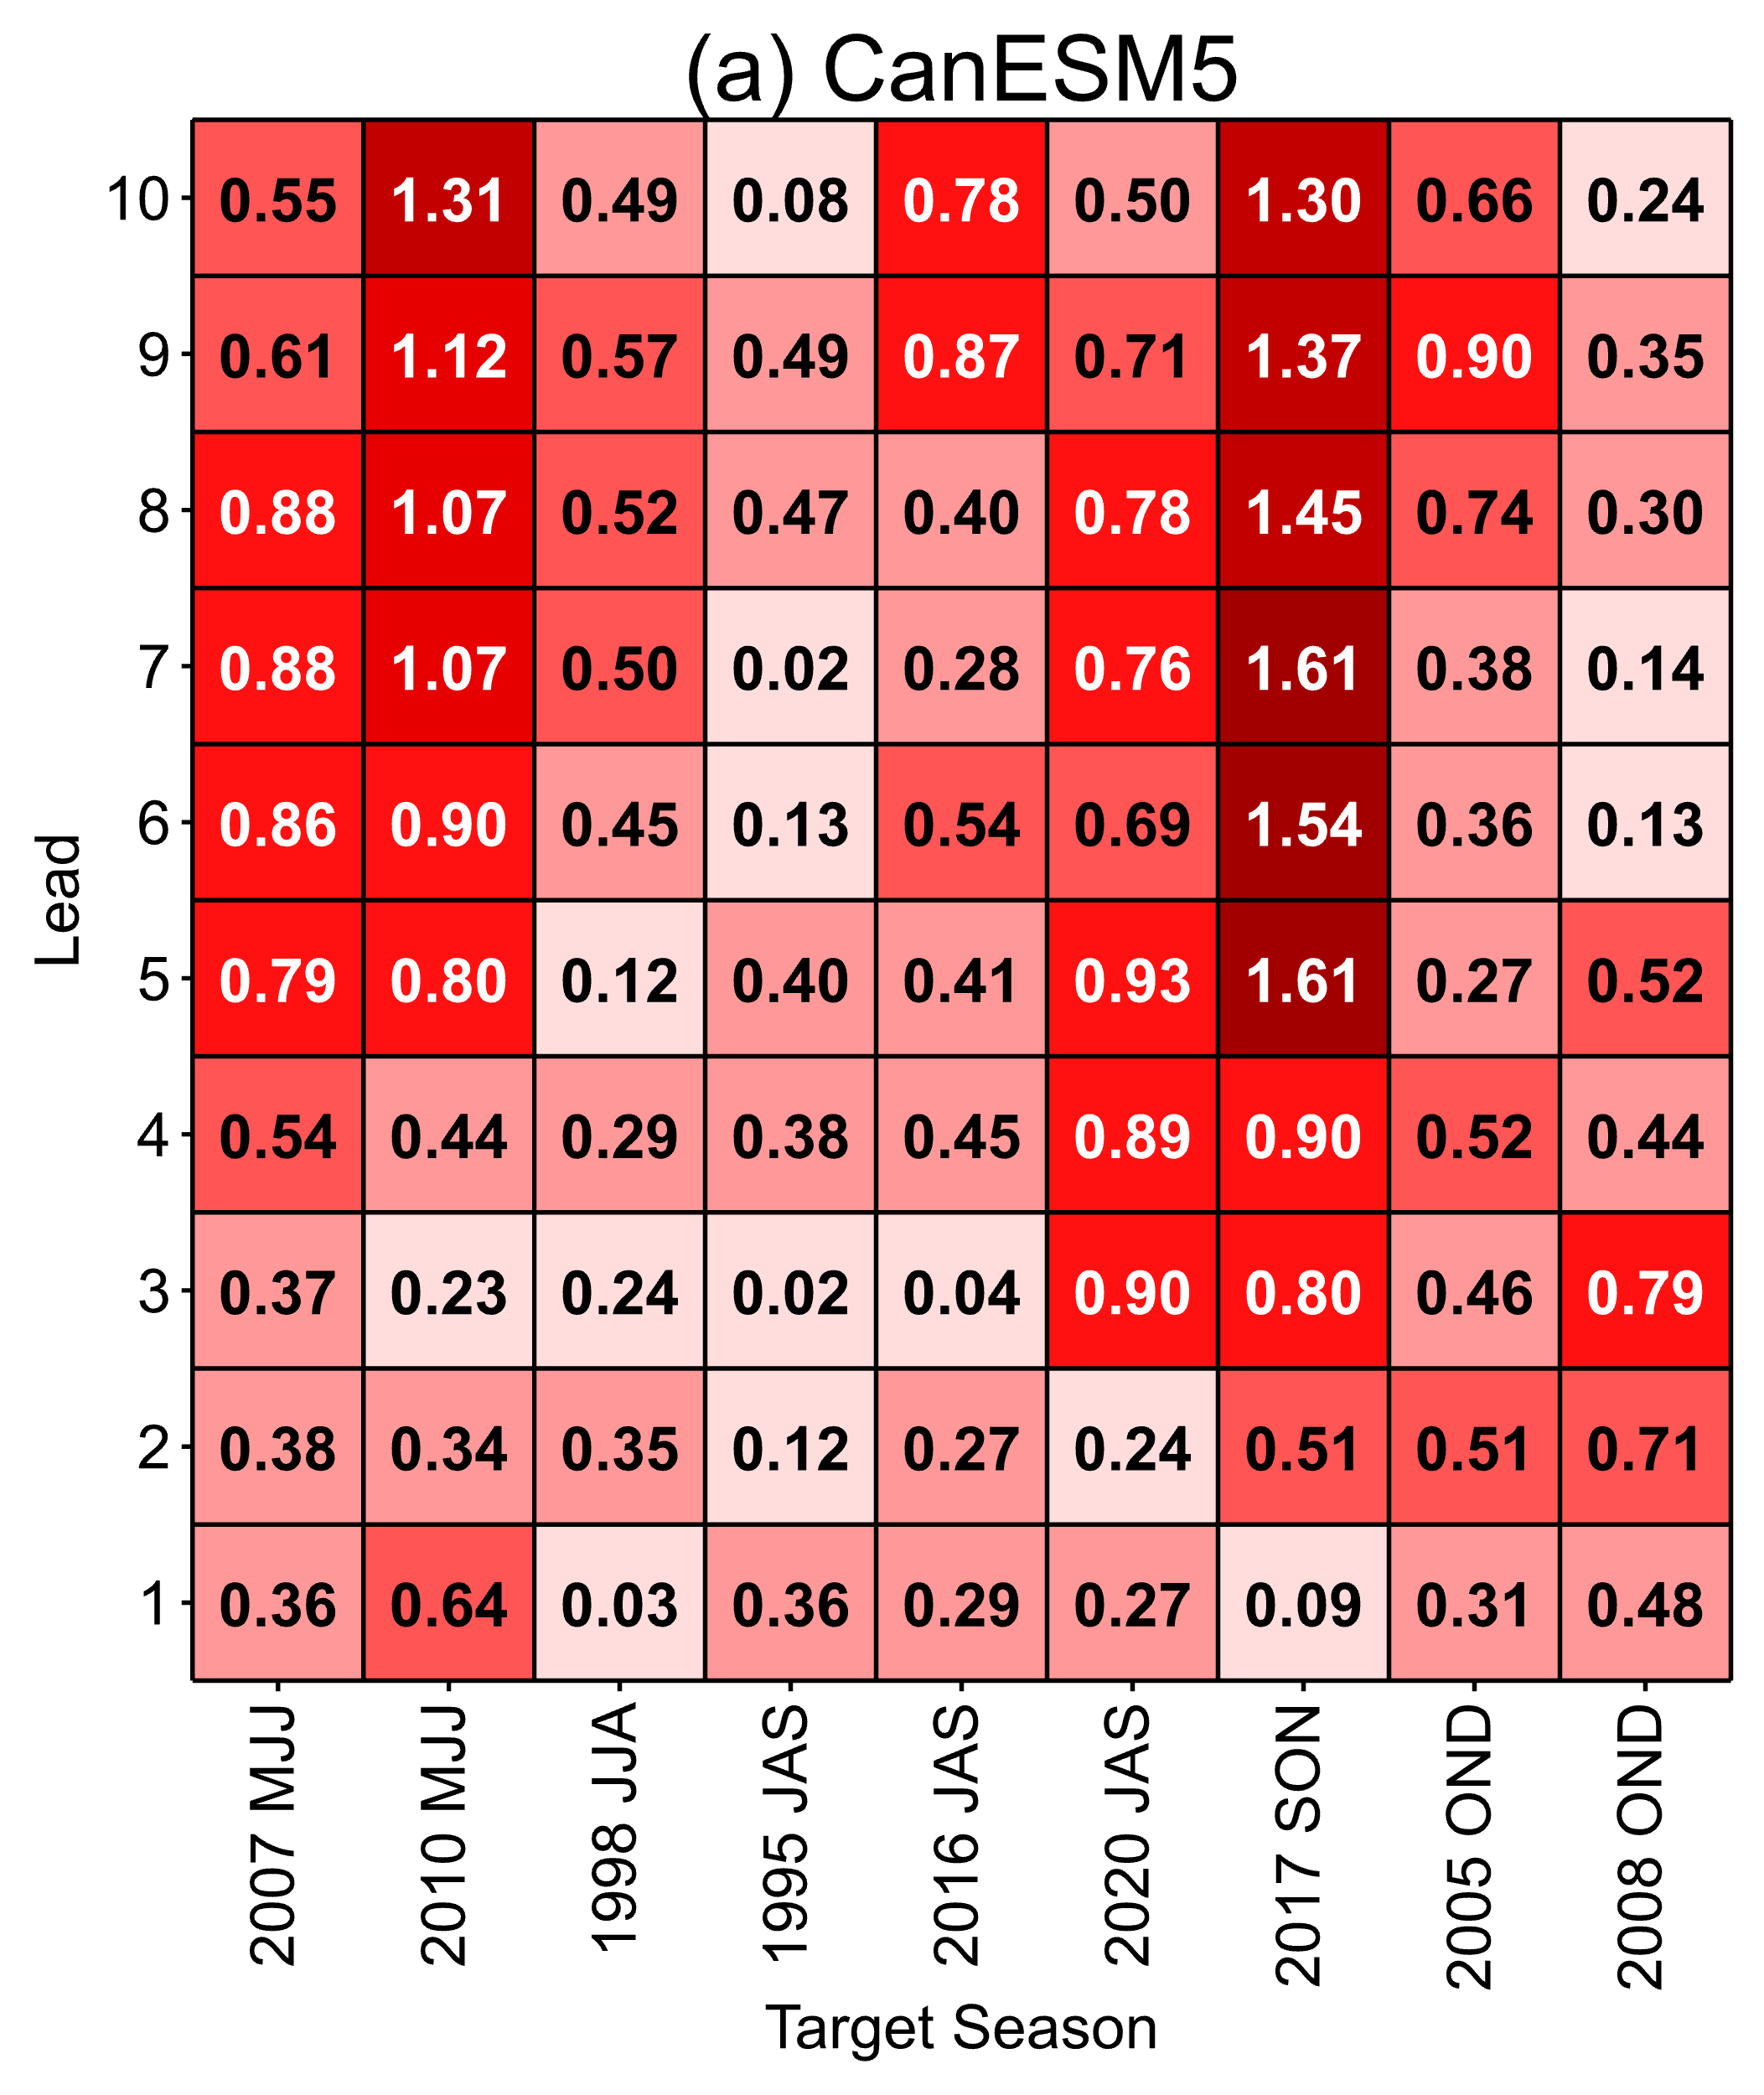 (a) CanESM5
10 0.55 1.31 0.49 0.08 0.78 0.50 1.30 0.66 0.24
9 0.61 1.12 0.57 0.49 0.87 0.71 1.37 0.90 0.35
8 0.88 1.07 0.52 0.47 0.40 0.78 1.45 0.74 0.30
7 0.88 1.07 0.50 0.02 0.28 0.76 1.61 0.38 0.14
6 0.86 0.90 0.45 0.13 0.54 0.69 1.54 0.36 0.13
5 0.79 0.80 0.12 0.40 0.41 0.93 1.61 0.27 0.52
4 0.54 0.44 0.29 0.38 0.45 0.89 0.90 0.52 0.44
3 0.37 0.23 0.24 0.02 0.04 0.90 0.80 0.46 0.79
2 0.38 0.34 0.35 0.12 0.27 0.24 0.51 0.51 0.71
1 0.36 0.64 0.03 0.36 0.29 0.27 0.09 0.31 0.48
Lead
2007 MJJ
2010 MJJ
1998 JJA
1995 JAS
2016 JAS
2020 JAS
2017 SON
2005 OND
2008 OND
Target Season